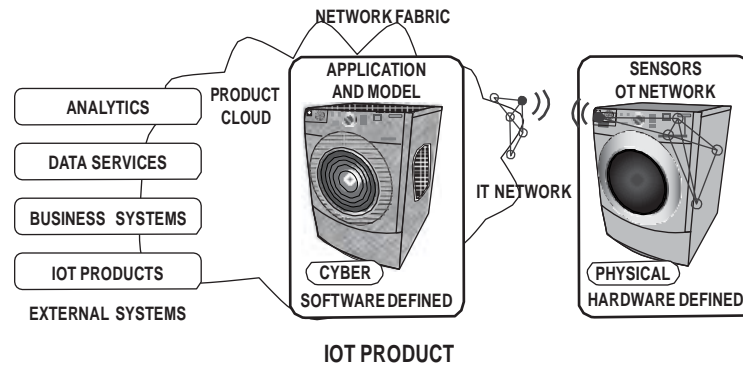 NETWORK FABRIC
APPLICATION
AND MODEL
SENSORS
OT NETWORK
PRODUCT
CLOUD
ANALYTICS
DATA SERVICES
BUSINESS SYSTEMS
IOT PRODUCTS
EXTERNAL SYSTEMS
IT NETWORK
CYBER
SOFTWARE DEFINED
PHYSICAL
HARDWARE DEFINED
IOT PRODUCT